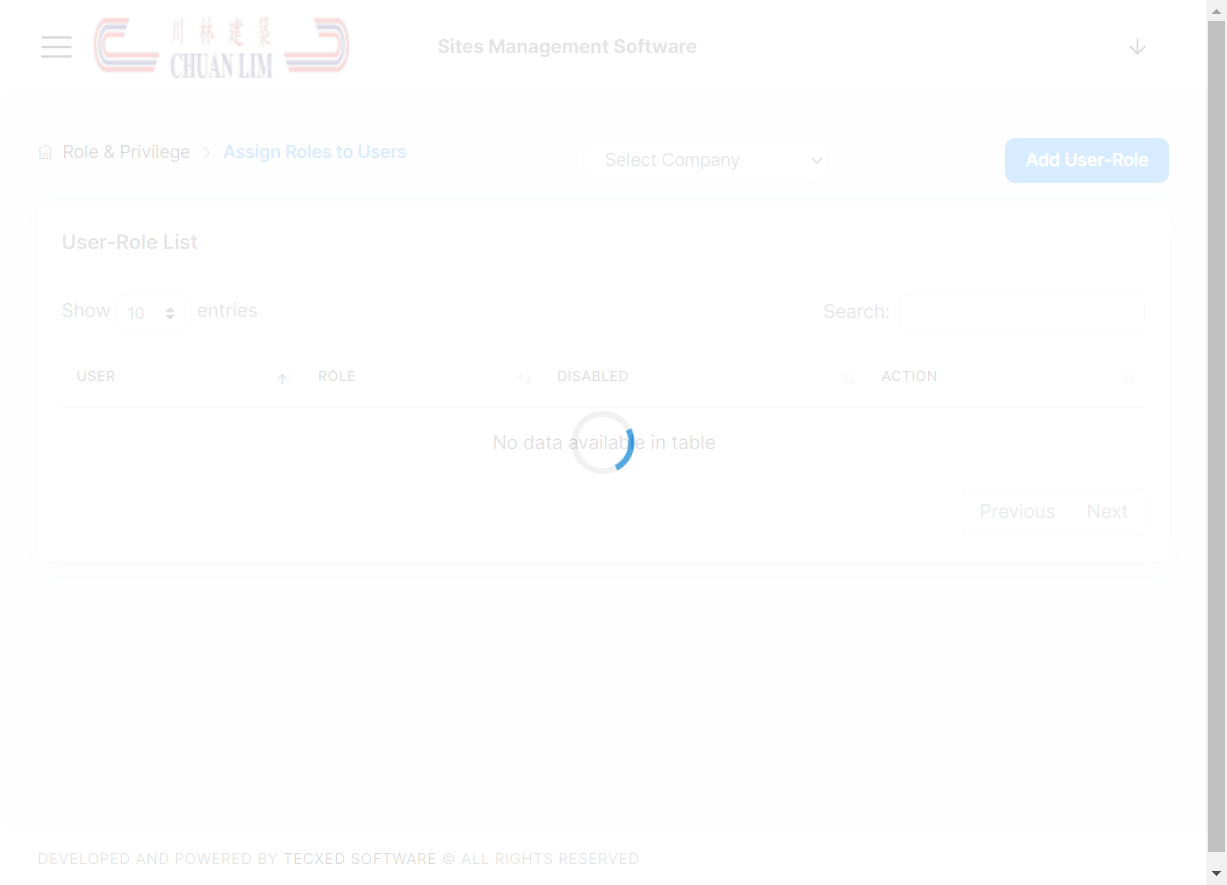 川林建築
CHUAN LIM
Sites Management Software
Role & Privilege
Assign Roles to Users
Select Company
Add User-Role
User-Role List
Show 10 entries
Search:
USER ROLE DISABLED ACTION
No data available in table
Previous Next
DEVELOPED AND POWERED BY TECXED SOFTWARE © ALL RIGHTS RESERVED